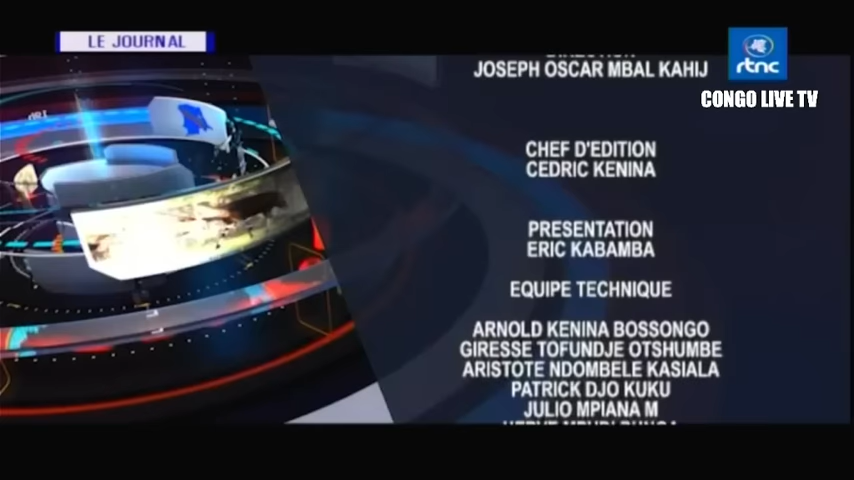 LE JOURNAL
rtnc
CONGO LIVE TV
DIRECTION
JOSEPH OSCAR MBAL KAHIJ
CHEF D'EDITION
CEDRIC KENINA
PRESENTATION
ERIC KABAMBA
EQUIPE TECHNIQUE
ARNOLD KENINA BOSSONGO
GIRESSE TOFUNDJE OTSHUMBE
ARISTOTE NDOMBELE KASIALA
PATRICK DJO KUKU
JULIO MPIANA M